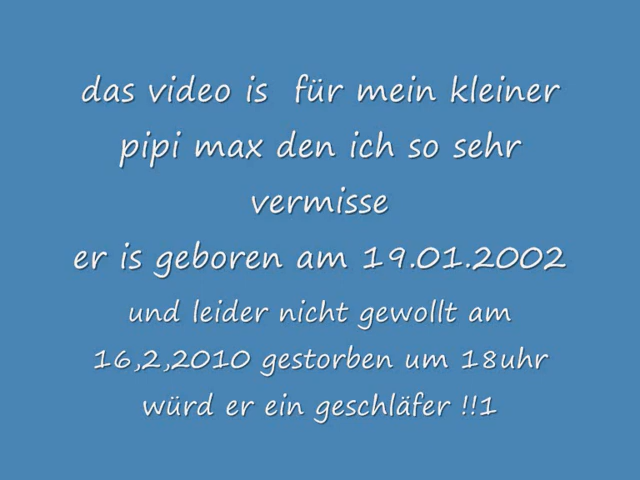 das video is  für mein kleiner
pipi max den ich so sehr
vermisse
er is geboren am 19.01.2002
und leider nicht gewollt am
16,2,2010 gestorben um 18uhr
würd er ein geschläfer !!1